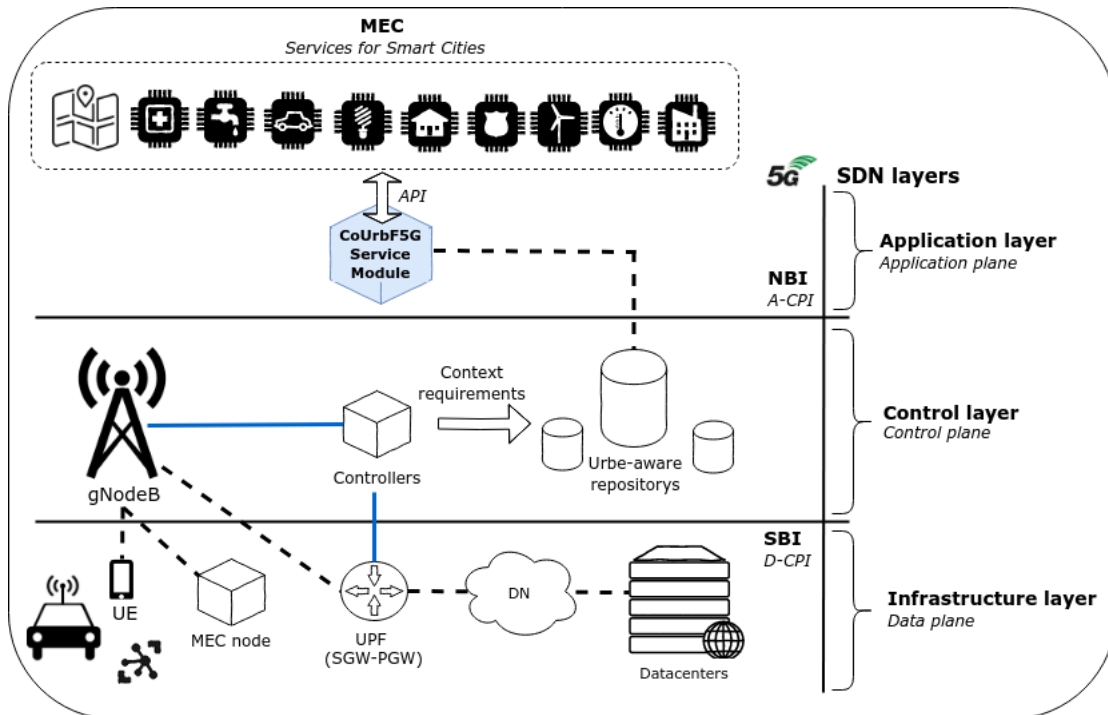 MEC
Services for Smart Cities
API
5G
SDN layers
CoUrbF5G
Service
Module
Application layer
Application plane
NBI
A-CPI
Context
requirements
Control layer
Control plane
Controllers
Urbe-aware
repositorys
gNodeB
SBI
D-CPI
UE
DN
Infrastructure layer
Data plane
MEC node
UPF
(SGW-PGW)
Datacenters